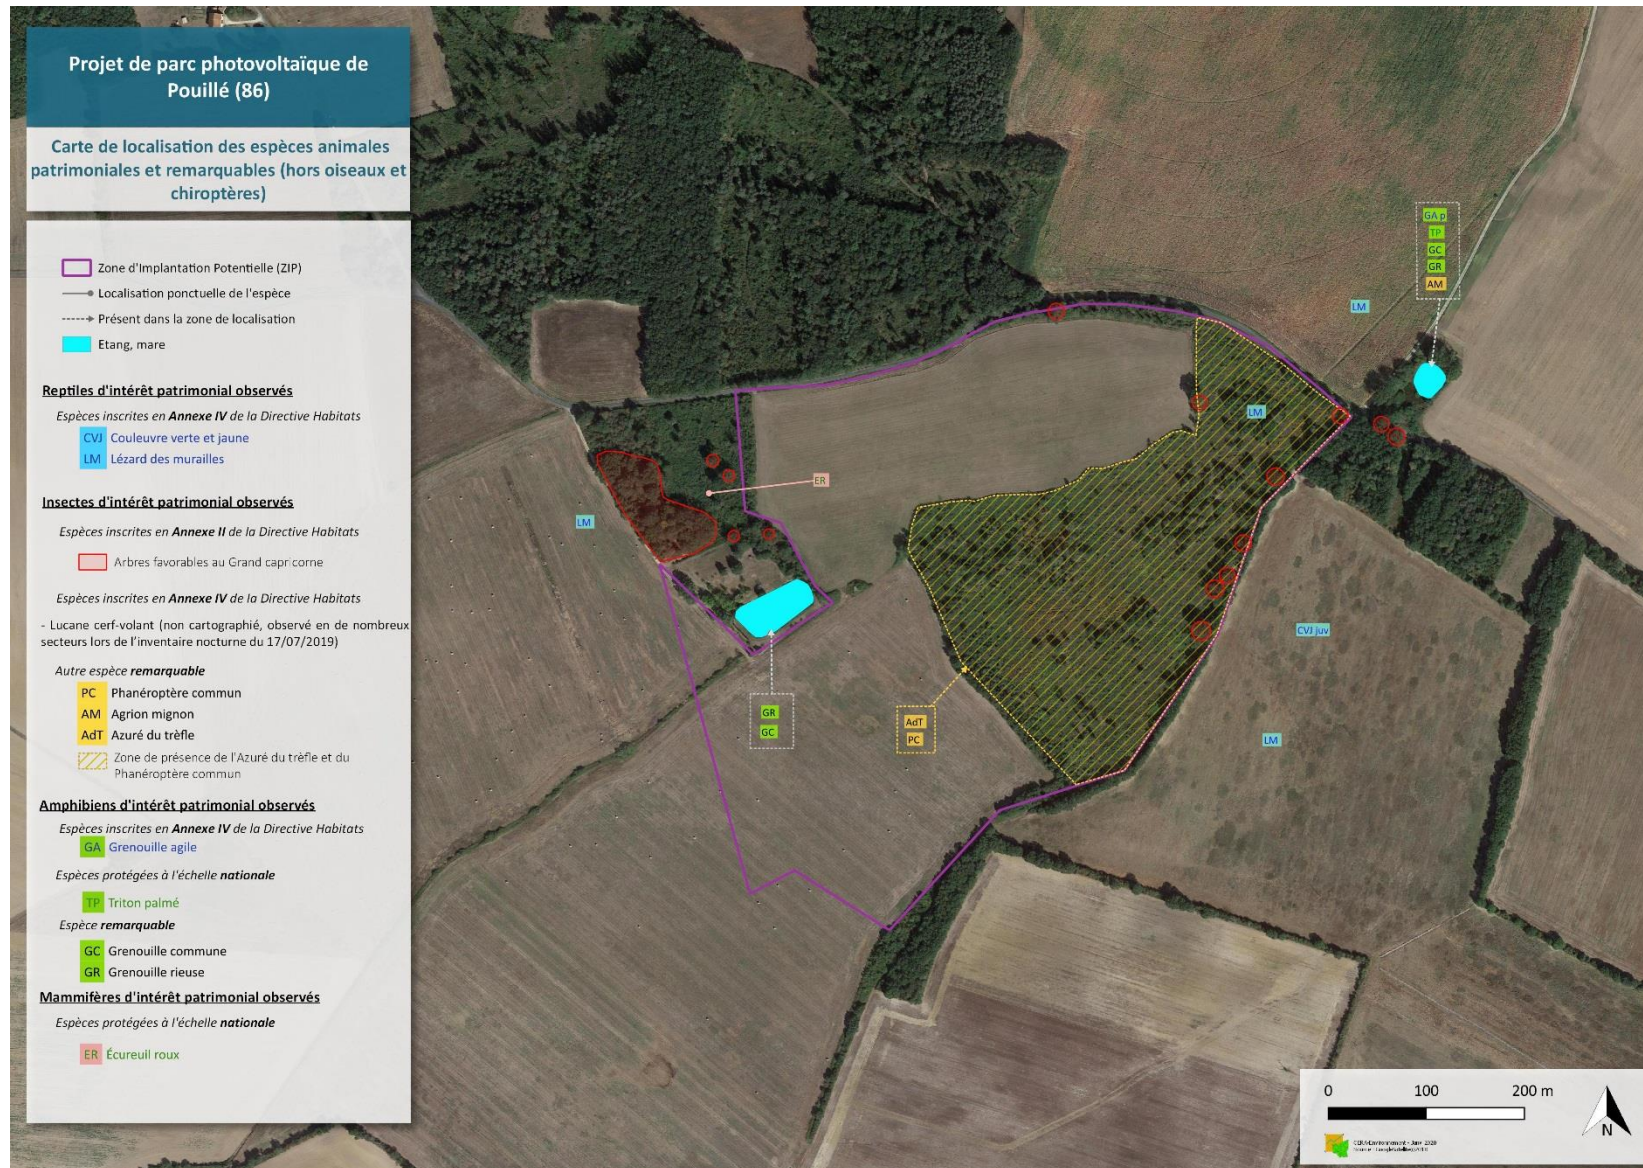 Projet de parc photovoltaïque de
Pouillé (86)
Carte de localisation des espèces animales
patrimoniales et remarquables (hors oiseaux et
chiroptères)
Zone d'Implantation Potentielle (ZIP)
Localisation ponctuelle de l'espèce
Présent dans la zone de localisation
Etang, mare
Reptiles d'intérêt patrimonial observés
Espèces inscrites en Annexe IV de la Directive Habitats
CVJ Couleuvre verte et jaune
LM Lézard des murailles
Insectes d'intérêt patrimonial observés
Espèces inscrites en Annexe II de la Directive Habitats
Arbres favorables au Grand capricorne
Espèces inscrites en Annexe IV de la Directive Habitats
- Lucane cerf-volant (non cartographié, observé en de nombreux
secteurs lors de l'inventaire nocturne du 17/07/2019)
Autre espèce remarquable
PC Phanéroptère commun
AM Agrion mignon
AdT Azuré du trèfle
Zone de présence de l'Azuré du trèfle et du
Phanéroptère commun
Amphibiens d'intérêt patrimonial observés
Espèces inscrites en Annexe IV de la Directive Habitats
GA Grenouille agile
Espèces protégées à l'échelle nationale
TP Triton palmé
Espèce remarquable
GC Grenouille commune
GR Grenouille rieuse
Mammifères d'intérêt patrimonial observés
Espèces protégées à l'échelle nationale
ER Écureuil roux
GA p
TP
GC
GR
AM
LM
LM
ER
LM
CVJ juv
GR
GC
AdT
PC
LM
0 100 200 m
N
CERA Environnement - Janv 2020